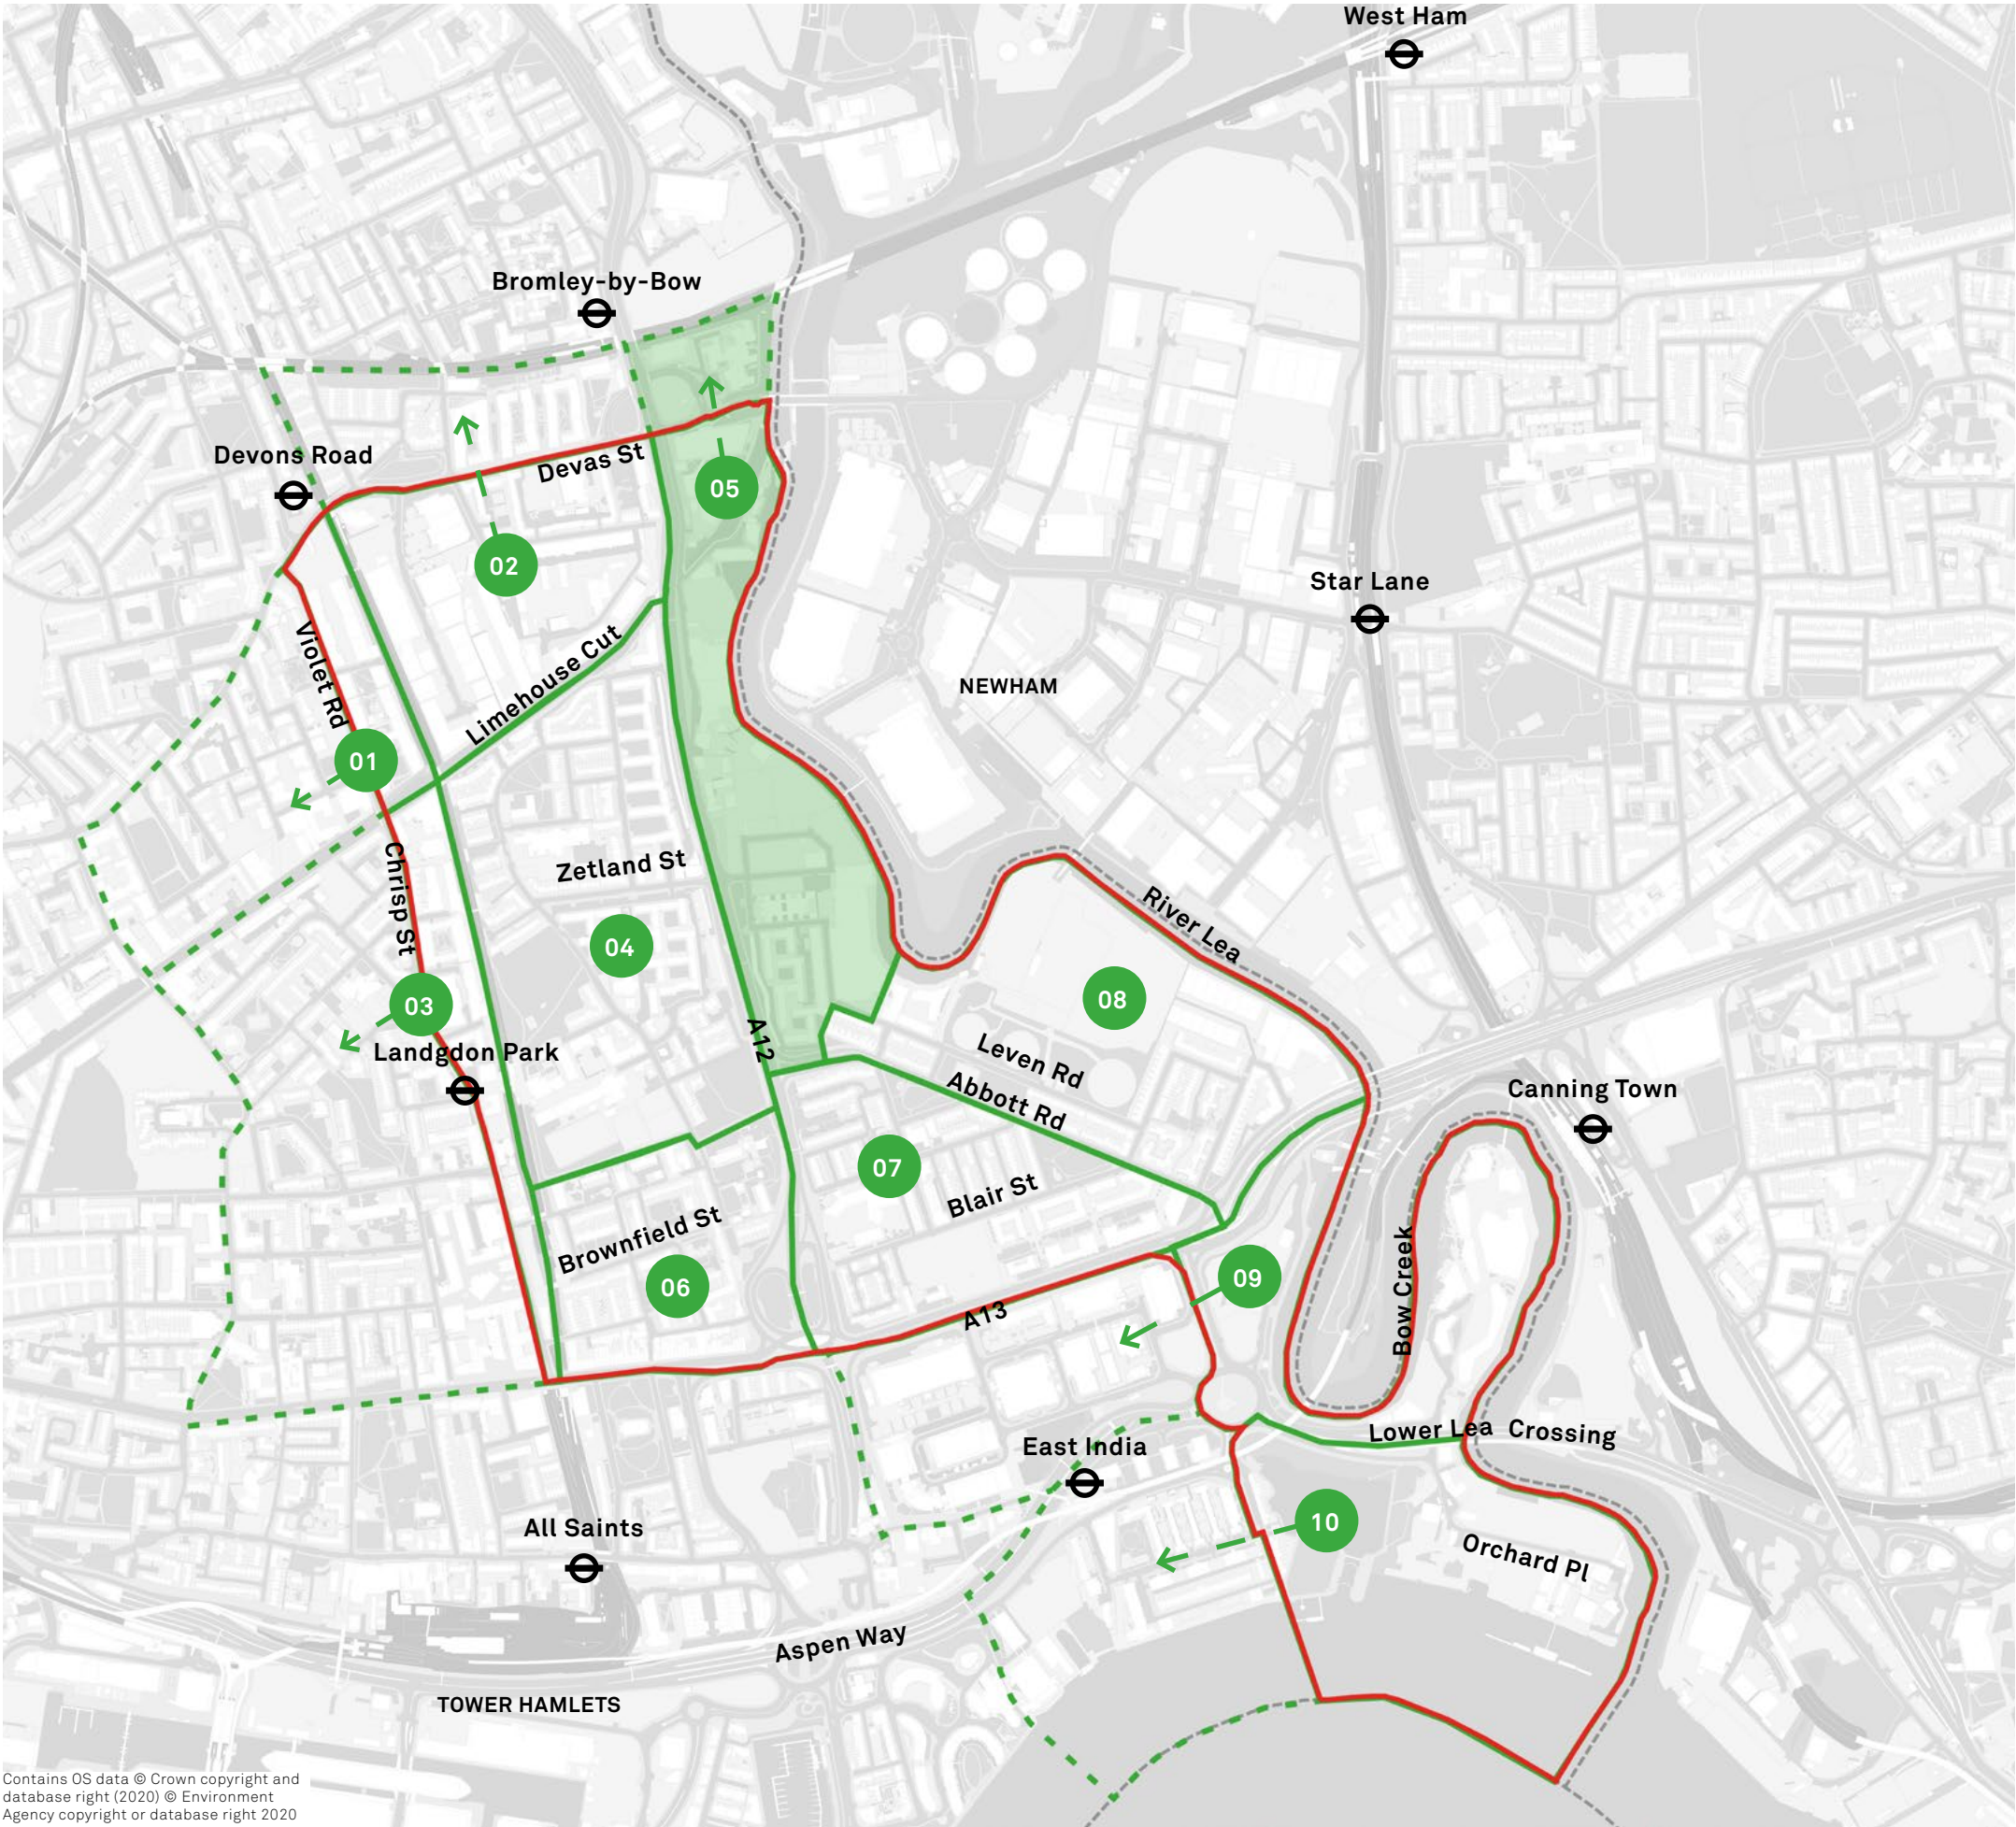 West Ham
Bromley-by-Bow
Devons Road
Devas St
05
02
Star Lane
Violet Rd
Limehouse Cut
NEWHAM
01
Zetland St
Chrisp St
04
River Lea
08
03
A12
Landgdon Park
Leven Rd
Abbott Rd
Canning Town
07
Blair St
Brownfield St
06
09
Bow Creek
A13
Lower Lea Crossing
East India
All Saints
10
Orchard Pl
Aspen Way
TOWER HAMLETS
Contains OS data © Crown copyright and
database right (2020) © Environment
Agency copyright or database right 2020